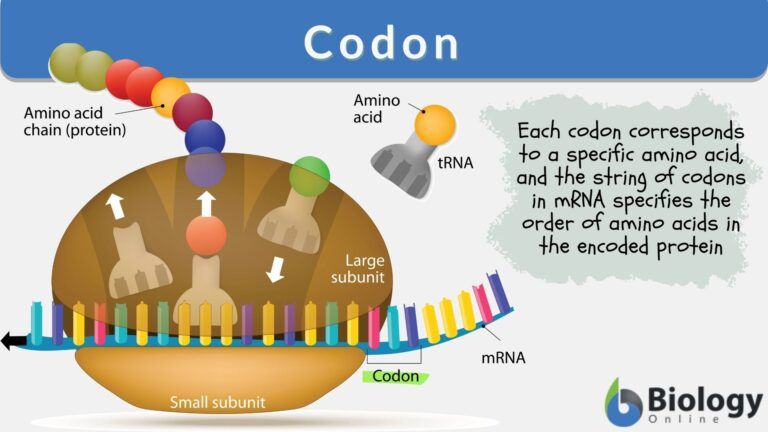 Codon
Amino acid
chain (protein)
Amino
acid
tRNA
Each codon corresponds
to a specific amino acid,
and the string of codons
in mRNA specifies the
order of amino acids in
the encoded protein
Large
subunit
mRNA
Codon
Small subunit
Biology
Online